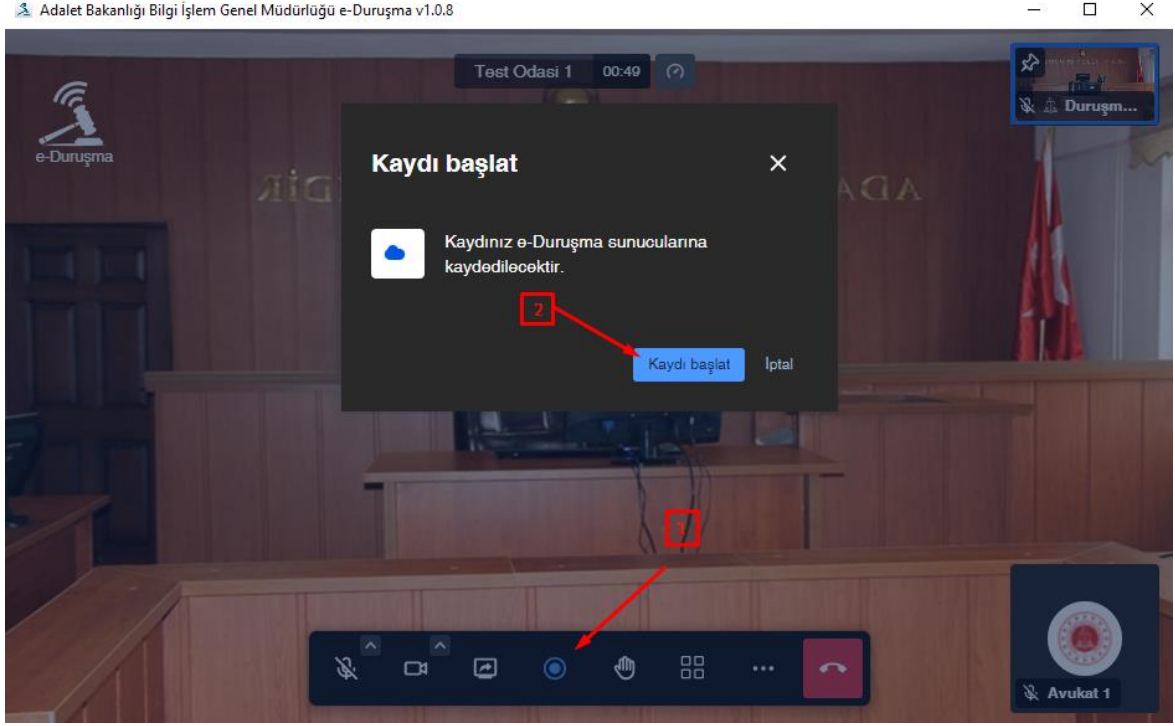 Adalet Bakanlığı Bilgi İşlem Genel Müdürlüğü e-Duruşma v1.0.8
Test Odasi 1 00:49
Duruşm...
e-Duruşma
Kaydı başlat
Kaydınız e-Duruşma sunucularına
kaydedilecektir.
2
Kaydı başlat İptal
1
Avukat 1